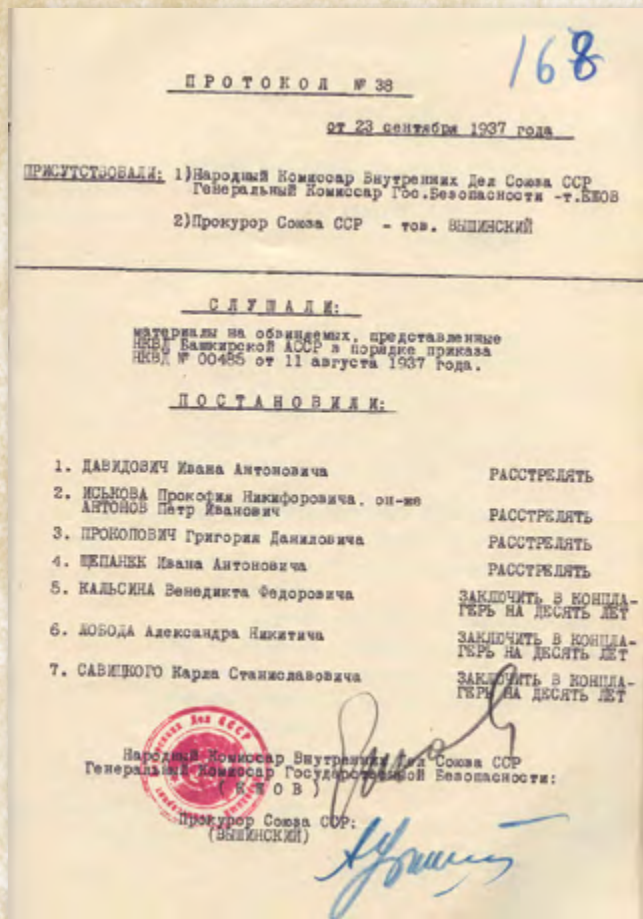 168
ПРОТОКОЛ № 38
от 23 сентября 1937 года
ПРИСУТСТВОВАЛИ: 1)Народный Комиссар Внутренних Дел Союза ССР
Генеральный Комиссар Гос.Безопасности -т.ЕЖОВ
2)Прокурор Союза ССР - тов. ВЫШИНСКИЙ
СЛУШАЛИ:
материалы на обвиняемых, представленные
НКВД Башкирской АССР в порядке приказа
НКВД № 00485 от 11 августа 1937 года.
ПОСТАНОВИЛИ:
1. ДАВИДОВИЧ Ивана Антоновича РАССТРЕЛЯТЬ
2. ИСЬКОВА Прокофия Никифоровича, он-же
АНТОНОВ Петр Иванович РАССТРЕЛЯТЬ
3. ПРОКОПОВИЧ Григория Даниловича РАССТРЕЛЯТЬ
4. ЩЕПАНЕК Ивана Антоновича РАССТРЕЛЯТЬ
5. КАЛЬСИНА Венедикта Федоровича ЗАКЛЮЧИТЬ В КОНЦЛА-
ГЕРЬ НА ДЕСЯТЬ ЛЕТ
6. ЛОБОДА Александра Никитича ЗАКЛЮЧИТЬ В КОНЦЛА-
ГЕРЬ НА ДЕСЯТЬ ЛЕТ
7. САВИЦКОГО Карла Станиславовича ЗАКЛЮЧИТЬ В КОНЦЛА-
ГЕРЬ НА ДЕСЯТЬ ЛЕТ
Дел СССР
Народный Комиссар Внутренних Дел Союза ССР
Генеральный Комиссар Государственной Безопасности:
(ЕЖОВ)
Прокурор Союза ССР:
(ВЫШИНСКИЙ)